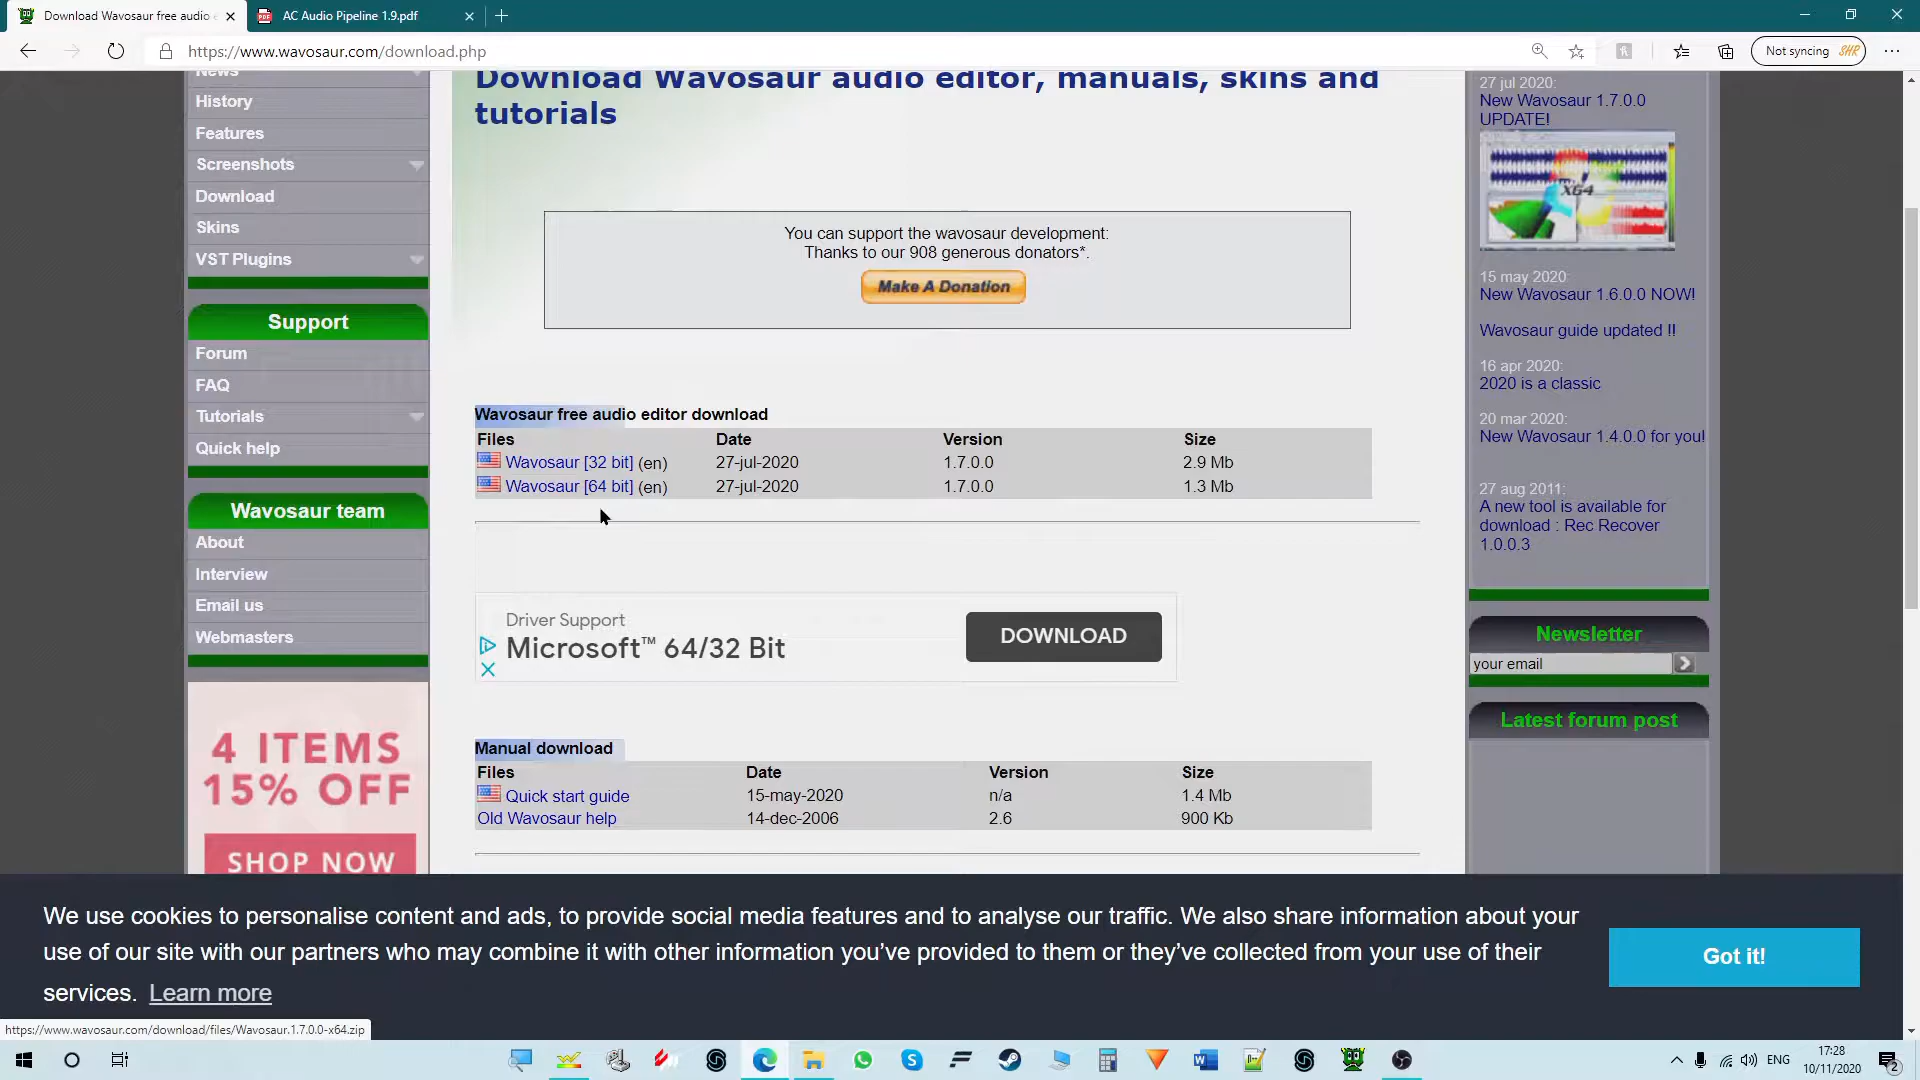 Download Wavosaur free audio e
AC Audio Pipeline 1.9.pdf
https://www.wavosaur.com/download.php
Not syncing
News
History
Features
Screenshots
Download
Skins
VST Plugins
Support
Forum
FAQ
Tutorials
Quick help
Wavosaur team
About
Interview
Email us
Webmasters
4 ITEMS
15% OFF
SHOP NOW
Download Wavosaur audio editor, manuals, skins and
tutorials
You can support the wavosaur development:
Thanks to our 908 generous donators*.
Make A Donation
Wavosaur free audio editor download
Files Date Version Size
Wavosaur [32 bit] (en) 27-jul-2020 1.7.0.0 2.9 Mb
Wavosaur [64 bit] (en) 27-jul-2020 1.7.0.0 1.3 Mb
Driver Support
Microsoft™ 64/32 Bit
DOWNLOAD
Manual download
Files Date Version Size
Quick start guide 15-may-2020 n/a 1.4 Mb
Old Wavosaur help 14-dec-2006 2.6 900 Kb
27 jul 2020:
New Wavosaur 1.7.0.0
UPDATE!
X64
15 may 2020:
New Wavosaur 1.6.0.0 NOW!
Wavosaur guide updated !!
16 apr 2020:
2020 is a classic
20 mar 2020:
New Wavosaur 1.4.0.0 for you!
27 aug 2011:
A new tool is available for
download : Rec Recover
1.0.0.3
Newsletter
your email
Latest forum post
We use cookies to personalise content and ads, to provide social media features and to analyse our traffic. We also share information about your
use of our site with our partners who may combine it with other information you've provided to them or they've collected from your use of their
services. Learn more
Got it!
https://www.wavosaur.com/download/files/Wavosaur.1.7.0.0-x64.zip
ENG
17:28
10/11/2020
2